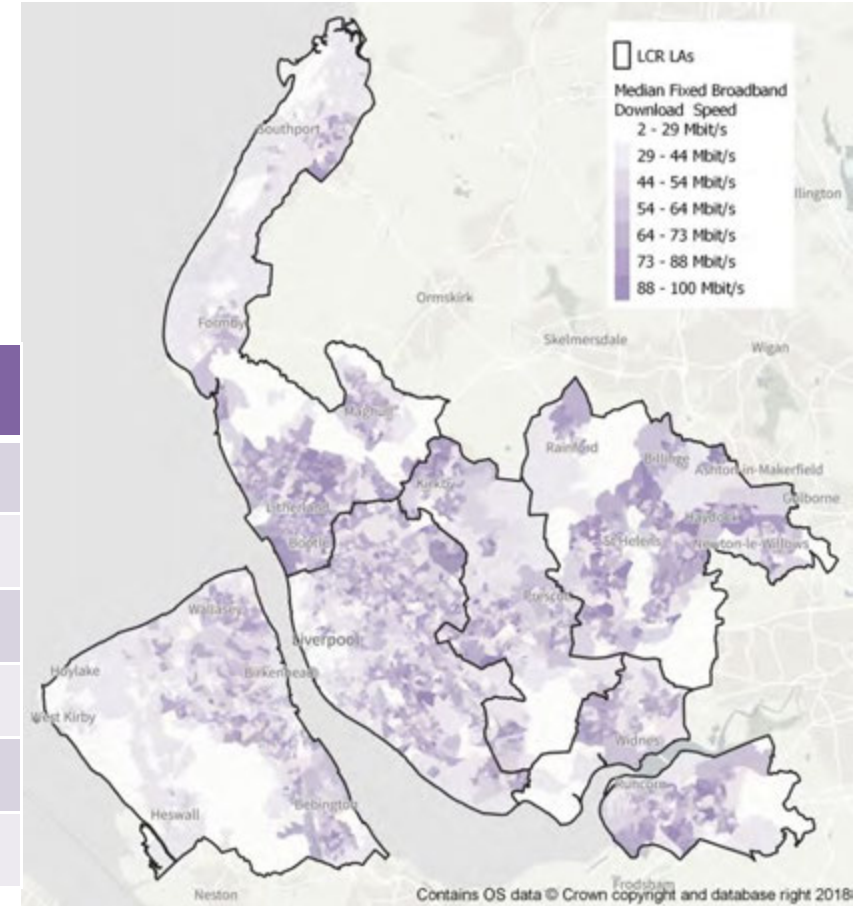 LCR LAs
Median Fixed Broadband
Download Speed
2 - 29 Mbit/s
29 - 44 Mbit/s
44 - 54 Mbit/s
54 - 64 Mbit/s
64 - 73 Mbit/s
73 - 88 Mbit/s
88 - 100 Mbit/s
Southport
llington
Ormskirk
Formby
Skelmersdale
Wigan
Maghull
Rainford
Billinge
Ashton-in-Makerfield
Kirkby
Golborne
Litherland
Haydock
Bootle
St Helens
Newton-le-Willows
Prescot
Wallasey
Liverpool
Hoylake
Birkenhead
West Kirby
Widnes
Runcorn
Heswall
Bebington
Frodsham
Neston
Contains OS data © Crown copyright and database right 2018